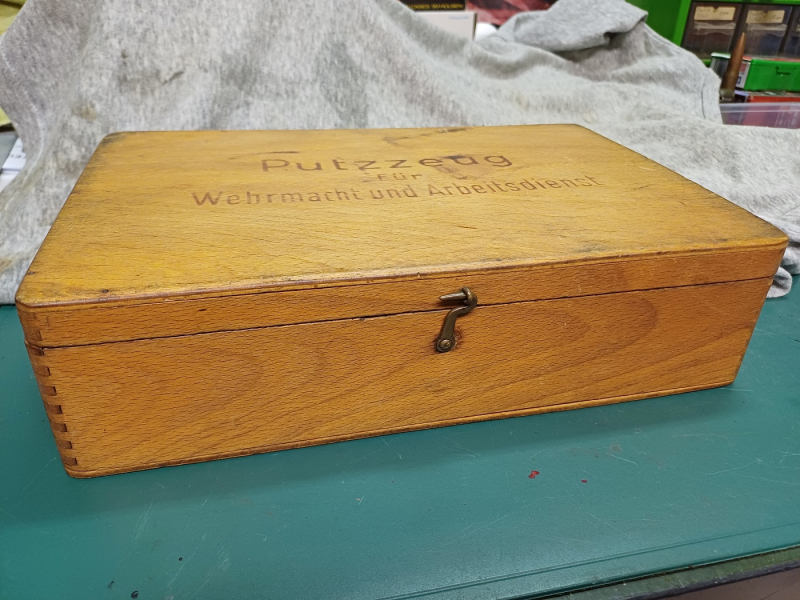 Putzzeug
für
Wehrmacht und Arbeitsdienst